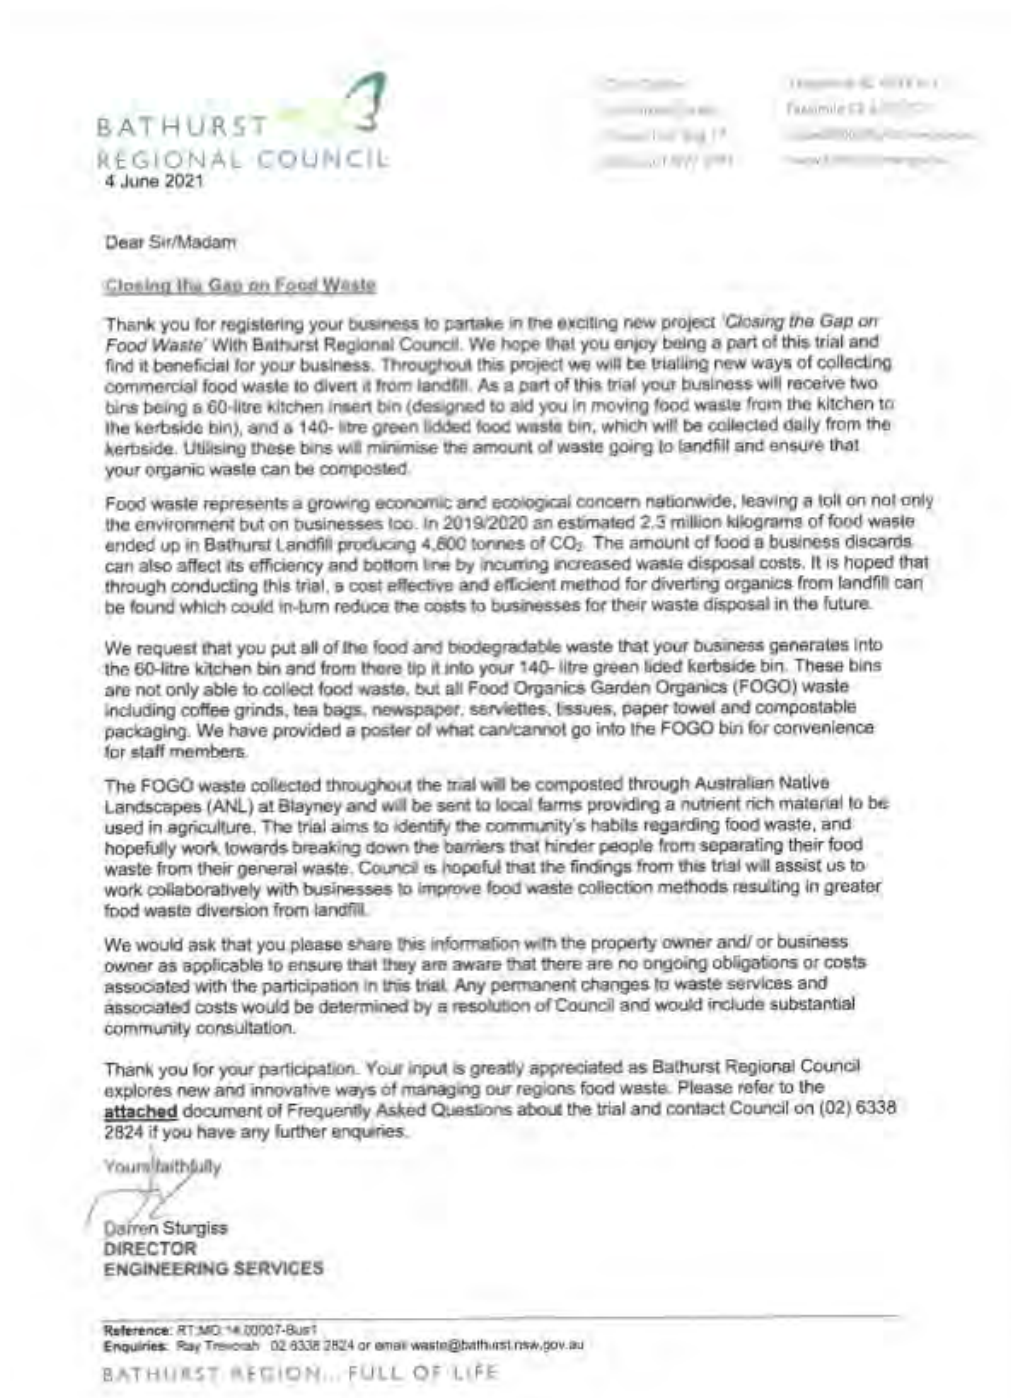 BATHURST
REGIONAL COUNCIL
4 June 2021
Dear Sir/Madam
Closing the Gap on Food Waste
Thank you for registering your business to partake in the exciting new project 'Closing the Gap on
Food Waste' With Bathurst Regional Council. We hope that you enjoy being a part of this trial and
find it beneficial for your business. Throughout this project we will be trialling new ways of collecting
commercial food waste to divert it from landfill. As a part of this trial your business will receive two
bins being a 60-litre kitchen insert bin (designed to aid you in moving food waste from the kitchen to
the kerbside bin), and a 140- litre green lidded food waste bin, which will be collected daily from the
kerbside. Utilising these bins will minimise the amount of waste going to landfill and ensure that
your organic waste can be composted.
Food waste represents a growing economic and ecological concern nationwide, leaving a toll on not only
the environment but on businesses too. In 2019/2020 an estimated 2.3 million kilograms of food waste
ended up in Bathurst Landfill producing 4,800 tonnes of CO₂. The amount of food a business discards
can also affect its efficiency and bottom line by incurring increased waste disposal costs. It is hoped that
through conducting this trial, a cost effective and efficient method for diverting organics from landfill can
be found which could in-turn reduce the costs to businesses for their waste disposal in the future.
We request that you put all of the food and biodegradable waste that your business generates into
the 60-litre kitchen bin and from there tip it into your 140- litre green lided kerbside bin. These bins
are not only able to collect food waste, but all Food Organics Garden Organics (FOGO) waste
including coffee grinds, tea bags, newspaper, serviettes, tissues, paper towel and compostable
packaging. We have provided a poster of what can/cannot go into the FOGO bin for convenience
for staff members.
The FOGO waste collected throughout the trial will be composted through Australian Native
Landscapes (ANL) at Blayney and will be sent to local farms providing a nutrient rich material to be
used in agriculture. The trial aims to identify the community's habits regarding food waste, and
hopefully work towards breaking down the barriers that hinder people from separating their food
waste from their general waste. Council is hopeful that the findings from this trial will assist us to
work collaboratively with businesses to improve food waste collection methods resulting in greater
food waste diversion from landfill.
We would ask that you please share this information with the property owner and/ or business
owner as applicable to ensure that they are aware that there are no ongoing obligations or costs
associated with the participation in this trial. Any permanent changes to waste services and
associated costs would be determined by a resolution of Council and would include substantial
community consultation.
Thank you for your participation. Your input is greatly appreciated as Bathurst Regional Council
explores new and innovative ways of managing our regions food waste. Please refer to the
attached document of Frequently Asked Questions about the trial and contact Council on (02) 6338
2824 if you have any further enquiries.
Yours faithfully
Darren Sturgiss
DIRECTOR
ENGINEERING SERVICES
Reference: RT:MO:14.00007-Bus1
Enquiries: Ray Trevorah 02 6338 2824 or email waste@bathurst.nsw.gov.au
BATHURST REGION... FULL OF LIFE